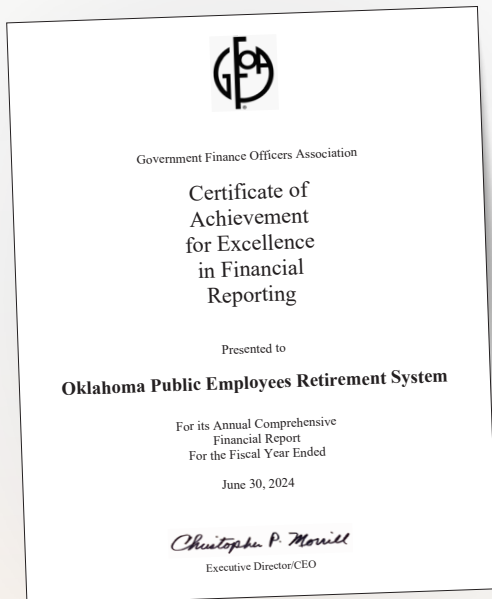 GFOA
Government Finance Officers Association
Certificate of
Achievement
for Excellence
in Financial
Reporting
Presented to
Oklahoma Public Employees Retirement System
For its Annual Comprehensive
Financial Report
For the Fiscal Year Ended
June 30, 2024
Christopher P. Morrill
Executive Director/CEO